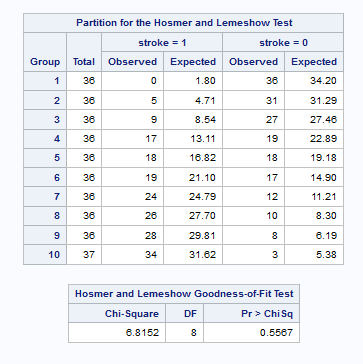 Partition for the Hosmer and Lemeshow Test
stroke = 1 stroke = 0
Group Total Observed Expected Observed Expected
1 36 0 1.80 36 34.20
2 36 5 4.71 31 31.29
3 36 9 8.54 27 27.46
4 36 17 13.11 19 22.89
5 36 18 16.82 18 19.18
6 36 19 21.10 17 14.90
7 36 24 24.79 12 11.21
8 36 26 27.70 10 8.30
9 36 28 29.81 8 6.19
10 37 34 31.62 3 5.38
Hosmer and Lemeshow Goodness-of-Fit Test
Chi-Square DF Pr > ChiSq
6.8152 8 0.5567